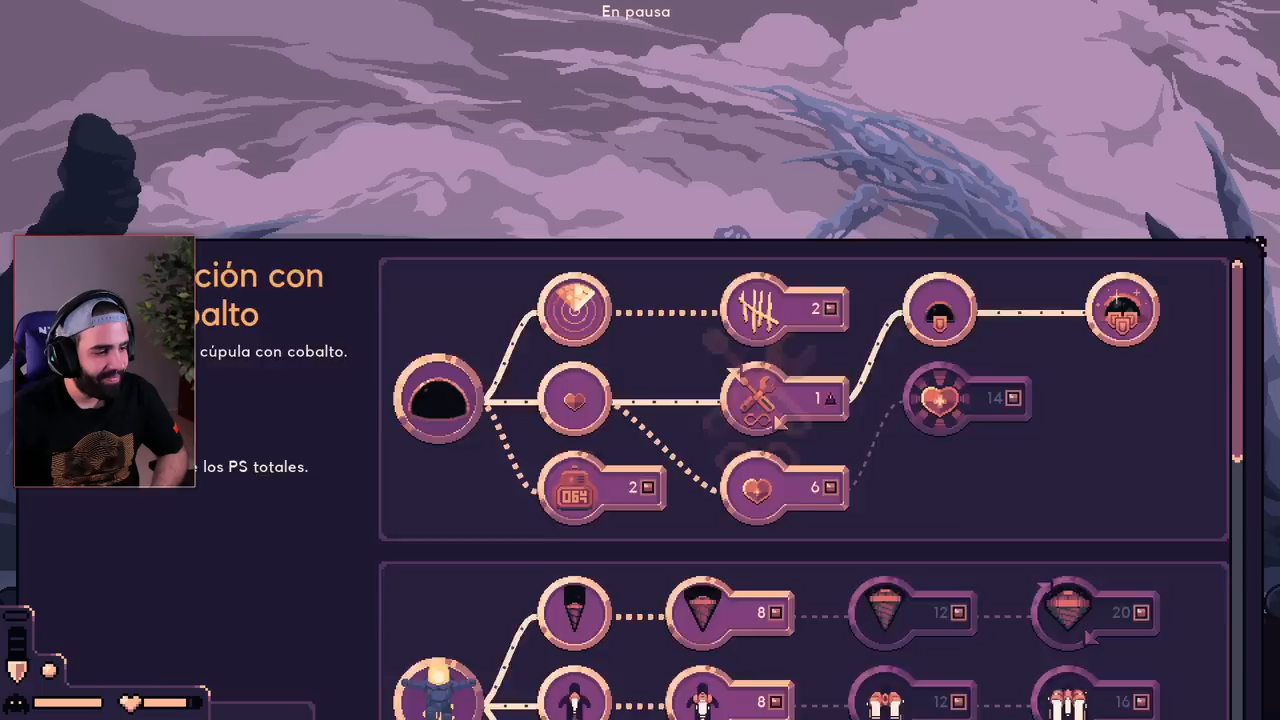 En pausa
ción con
balto
cúpula con cobalto.
e los PS totales.
2
1
14
064
2
6
8
12
20
8
12
16